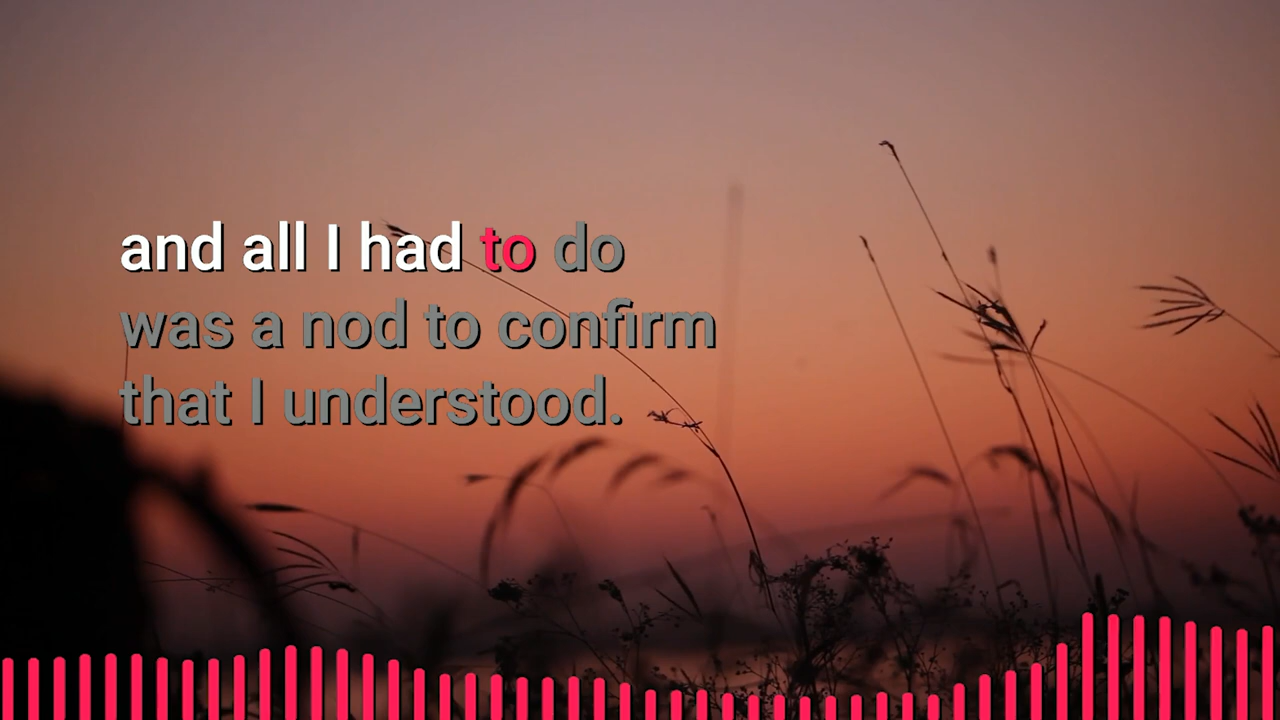 and all I had to do
was a nod to confirm
that I understood.